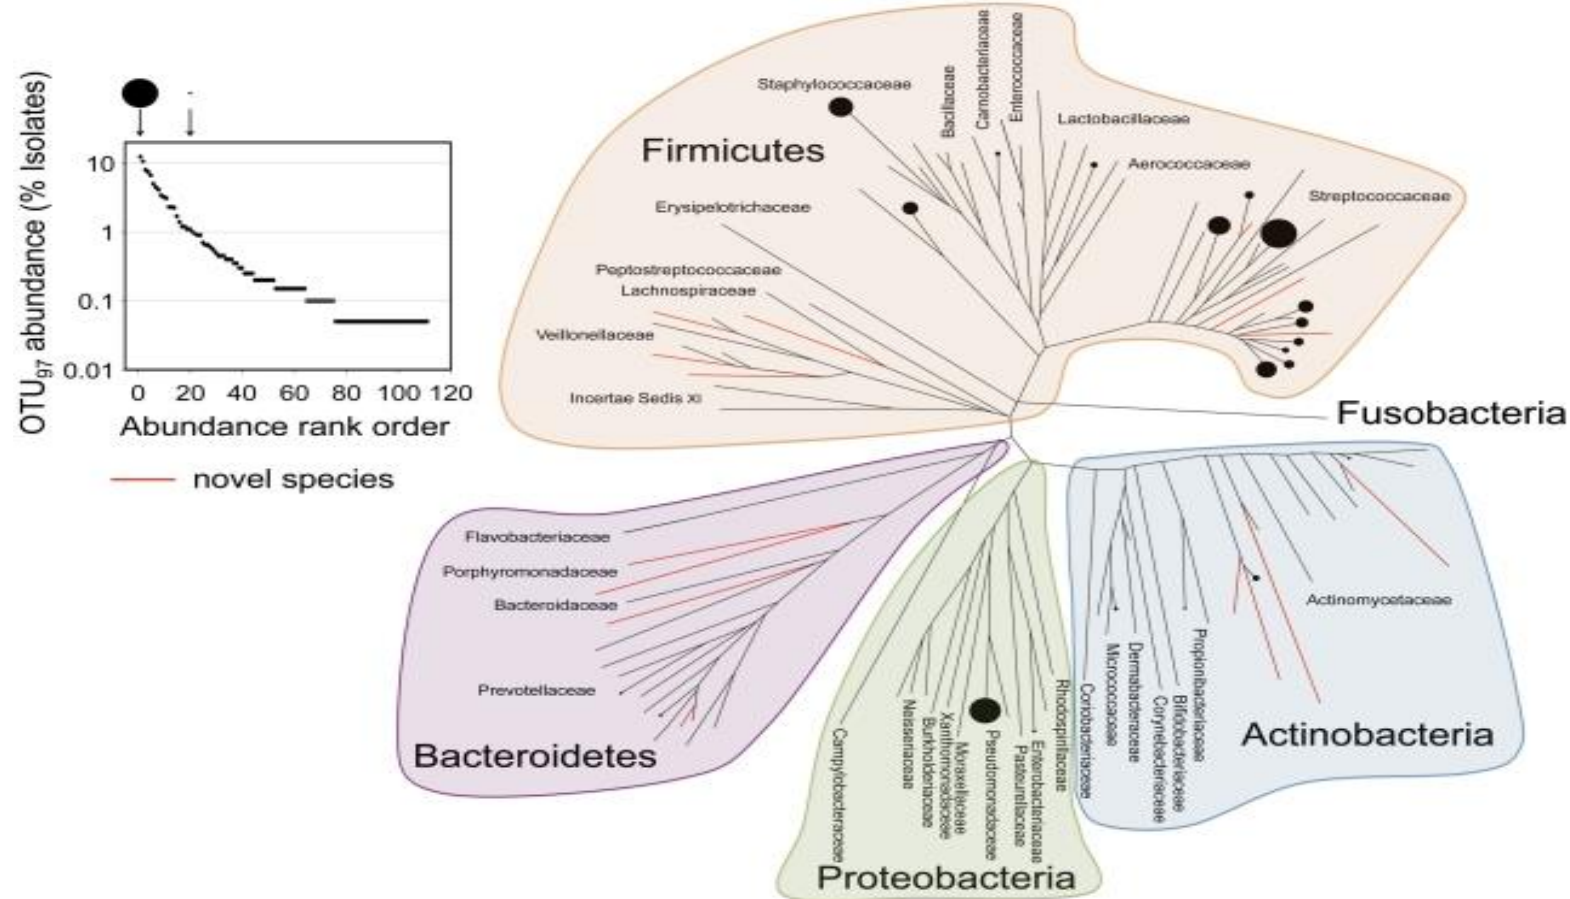 OTU97 abundance (% Isolates)
10
1
0.1
0.01
0 20 40 60 80 100 120
Abundance rank order
novel species
Firmicutes
Staphylococcaceae
Bacillaceae
Carnobacteriaceae
Enterococcaceae
Lactobacillaceae
Aerococcaceae
Streptococcaceae
Erysipelotrichaceae
Peptostreptococcaceae
Lachnospiraceae
Veillonellaceae
Incertae Sedis XI
Fusobacteria
Flavobacteriaceae
Porphyromonadaceae
Bacteroidaceae
Prevotellaceae
Bacteroidetes
Campylobacteraceae
Neisseriaceae
Burkholderiaceae
Xanthomonadaceae
Moraxellaceae
Pseudomonadaceae
Pasteurellaceae
Enterobacteriaceae
Rhodospirillaceae
Proteobacteria
Coriobacteriaceae
Micrococcaceae
Dermabacteraceae
Corynebacteriaceae
Bifidobacteriaceae
Propionibacteriaceae
Actinomycetaceae
Actinobacteria